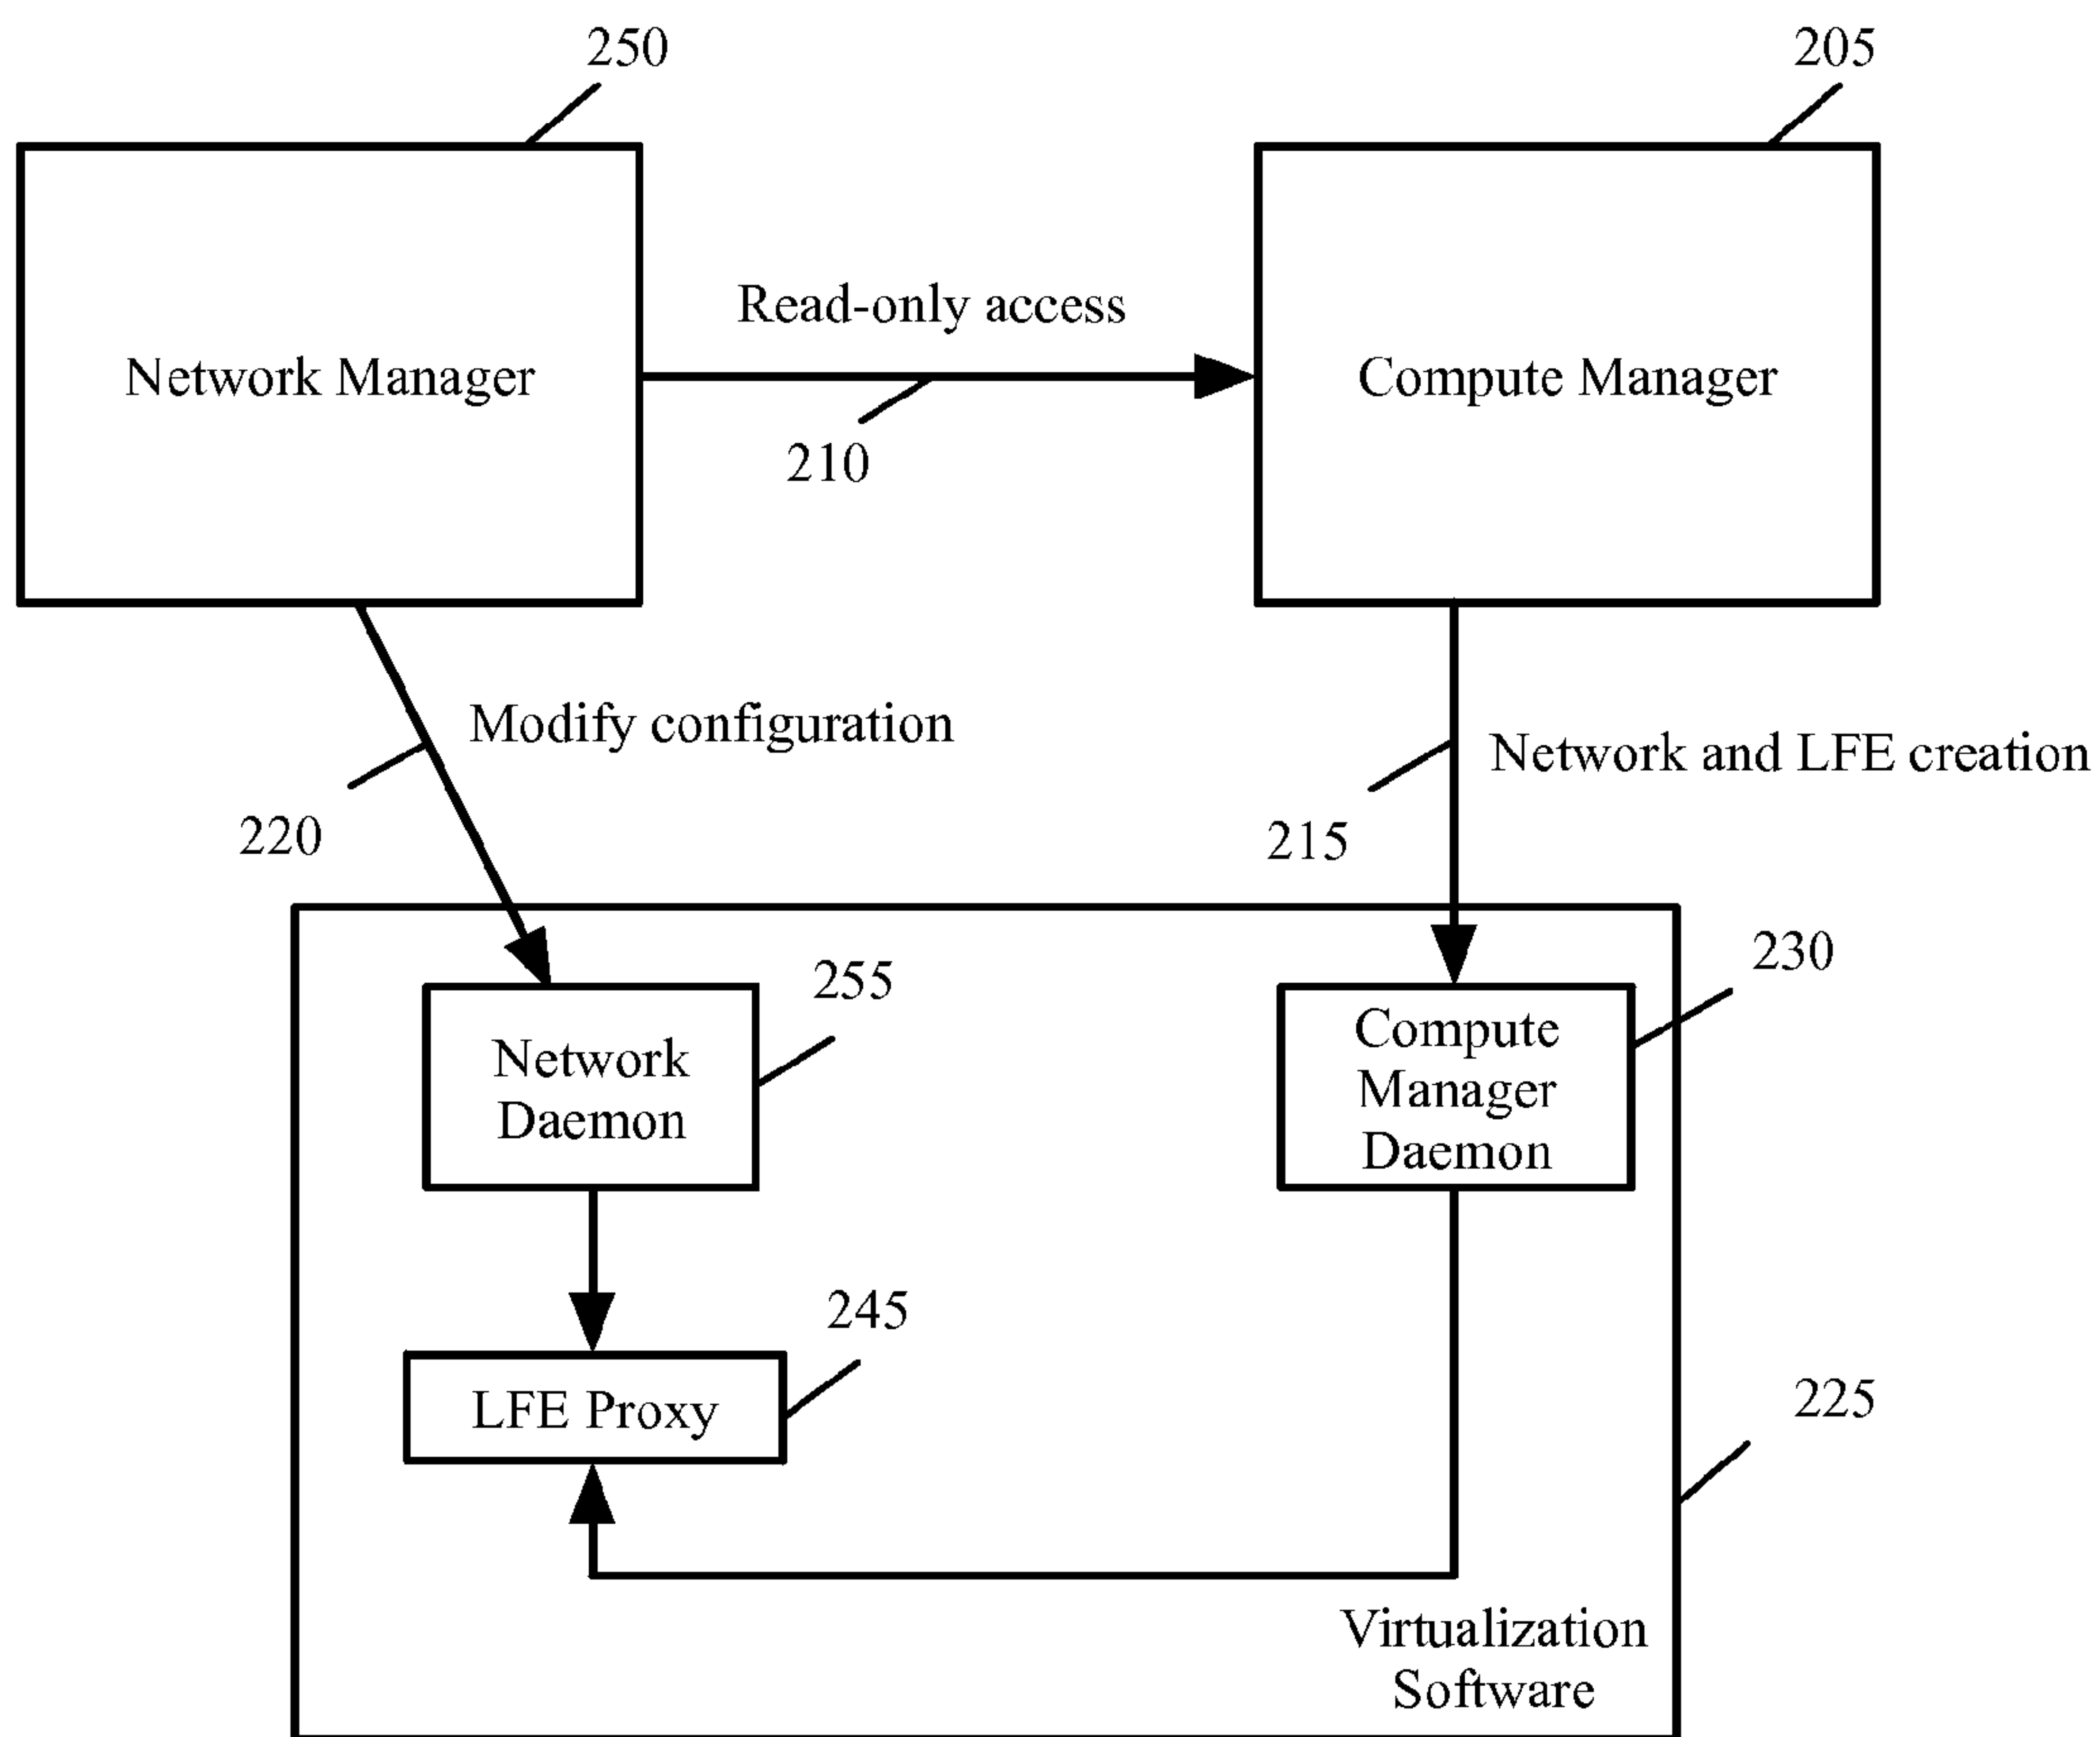 250
205
Network Manager
Read-only access
210
Compute Manager
Modify configuration
220
Network and LFE creation
215
230
255
Network
Daemon
Compute
Manager
Daemon
245
LFE Proxy
225
Virtualization
Software